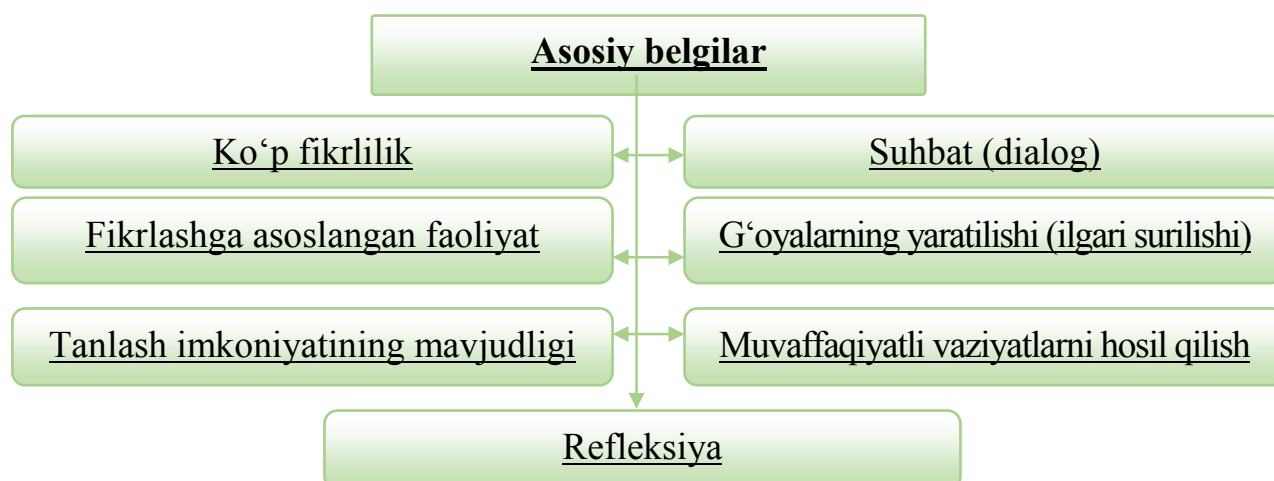 Asosiy belgilar
Ko‘p fikrlilik
Suhbat (dialog)
Fikrlashga asoslangan faoliyat
G‘oyalarning yaratilishi (ilgari surilishi)
Tanlash imkoniyatining mavjudligi
Muvaffaqiyatli vaziyatlarni hosil qilish
Refleksiya